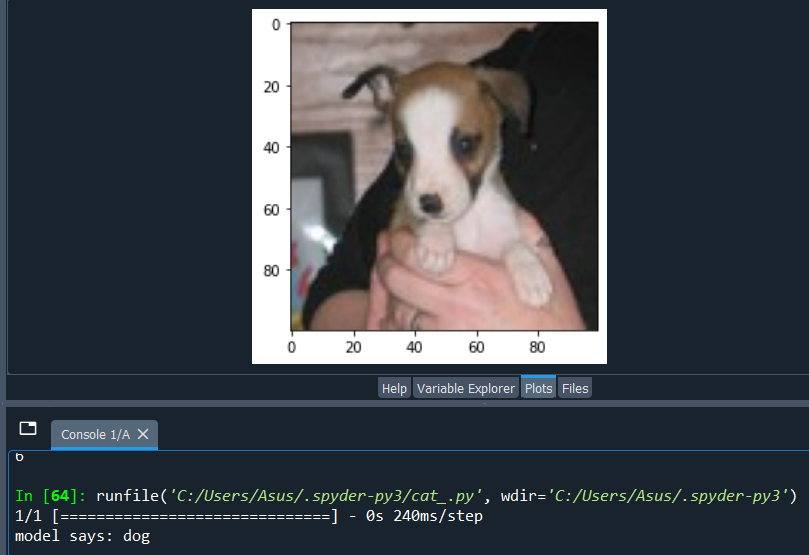 0
20
40
60
80
0 20 40 60 80
Help Variable Explorer Plots Files
Console 1/A
6
In [64]: runfile('C:/Users/Asus/.spyder-py3/cat_.py', wdir='C:/Users/Asus/.spyder-py3')
1/1 [==============================] - 0s 240ms/step
model says: dog